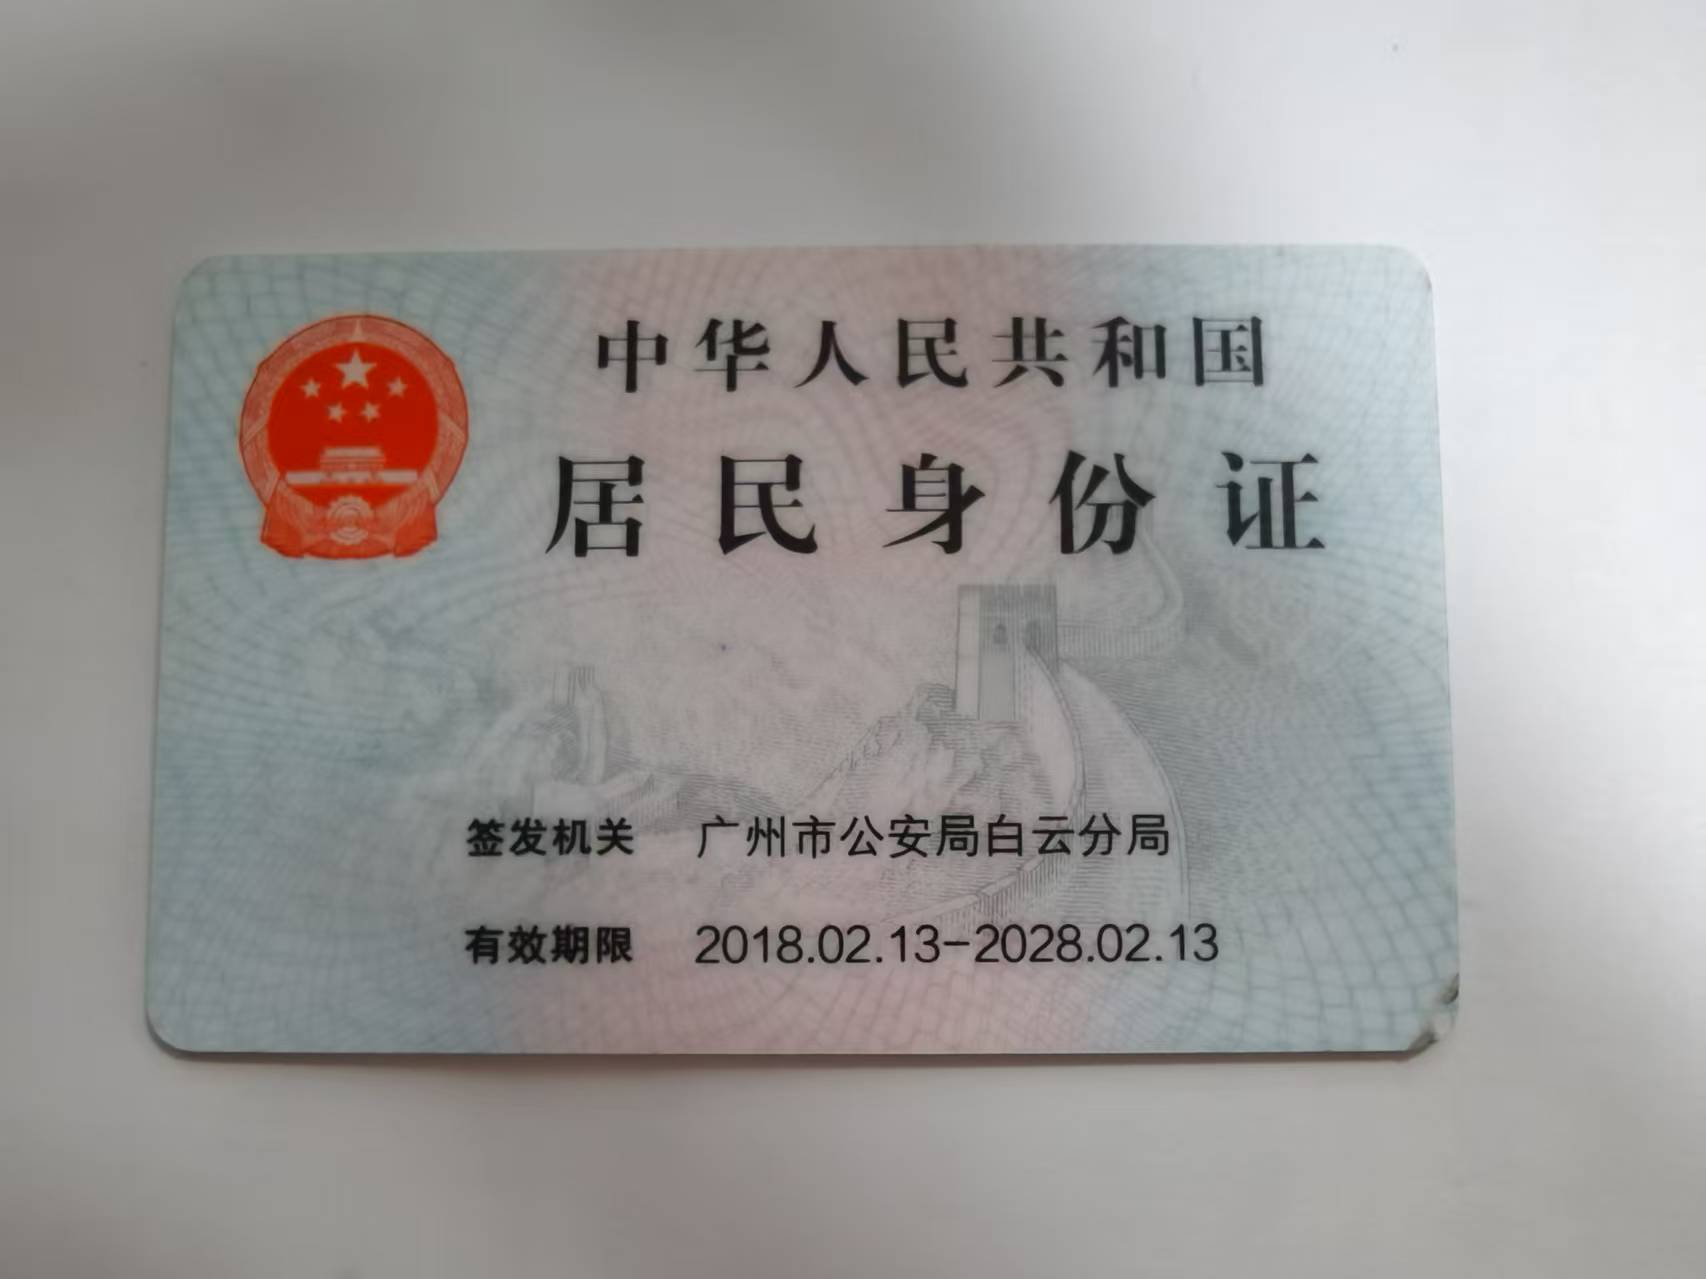 中华人民共和国
居民身份证
签发机关 广州市公安局白云分局
有效期限 2018.02.13-2028.02.13